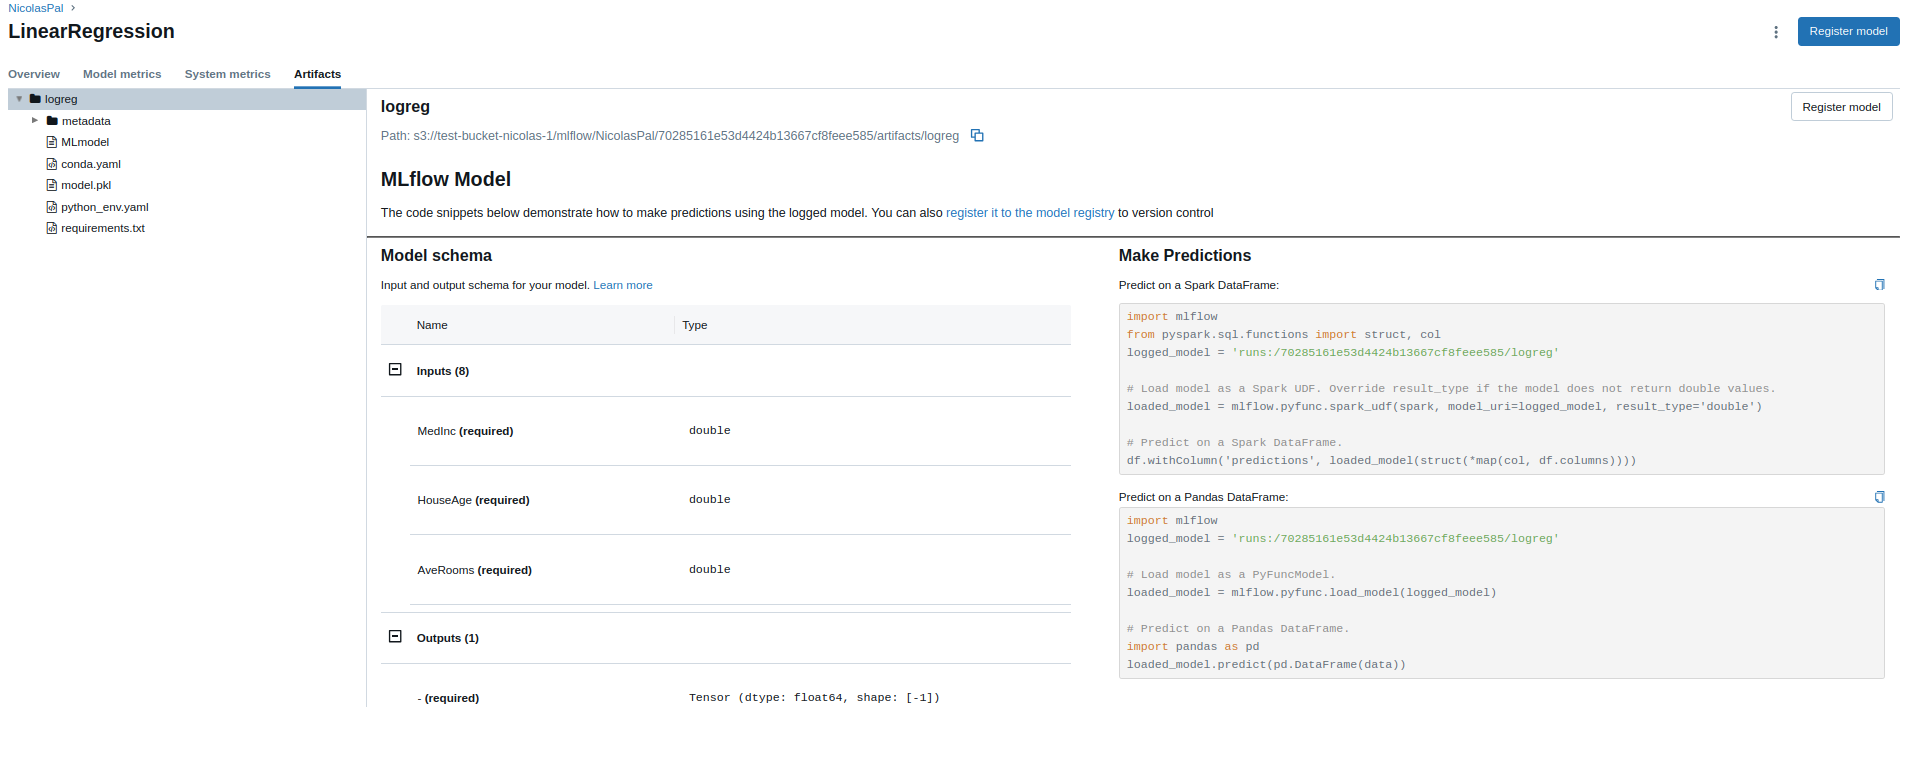 NicolasPal ›
LinearRegression
Register model
Overview Model metrics System metrics Artifacts
logreg
metadata
MLmodel
conda.yaml
model.pkl
python_env.yaml
requirements.txt
logreg
Register model
Path: s3://test-bucket-nicolas-1/mlflow/NicolasPal/70285161e53d4424b13667cf8feee585/artifacts/logreg
MLflow Model
The code snippets below demonstrate how to make predictions using the logged model. You can also register it to the model registry to version control
Model schema
Input and output schema for your model. Learn more
Name Type
Inputs (8)
MedInc (required) double
HouseAge (required) double
AveRooms (required) double
Outputs (1)
- (required) Tensor (dtype: float64, shape: [-1])
Make Predictions
Predict on a Spark DataFrame:
import mlflow
from pyspark.sql.functions import struct, col
logged_model = 'runs:/70285161e53d4424b13667cf8feee585/logreg'
# Load model as a Spark UDF. Override result_type if the model does not return double values.
loaded_model = mlflow.pyfunc.spark_udf(spark, model_uri=logged_model, result_type='double')
# Predict on a Spark DataFrame.
df.withColumn('predictions', loaded_model(struct(*map(col, df.columns))))
Predict on a Pandas DataFrame:
import mlflow
logged_model = 'runs:/70285161e53d4424b13667cf8feee585/logreg'
# Load model as a PyFuncModel.
loaded_model = mlflow.pyfunc.load_model(logged_model)
# Predict on a Pandas DataFrame.
import pandas as pd
loaded_model.predict(pd.DataFrame(data))